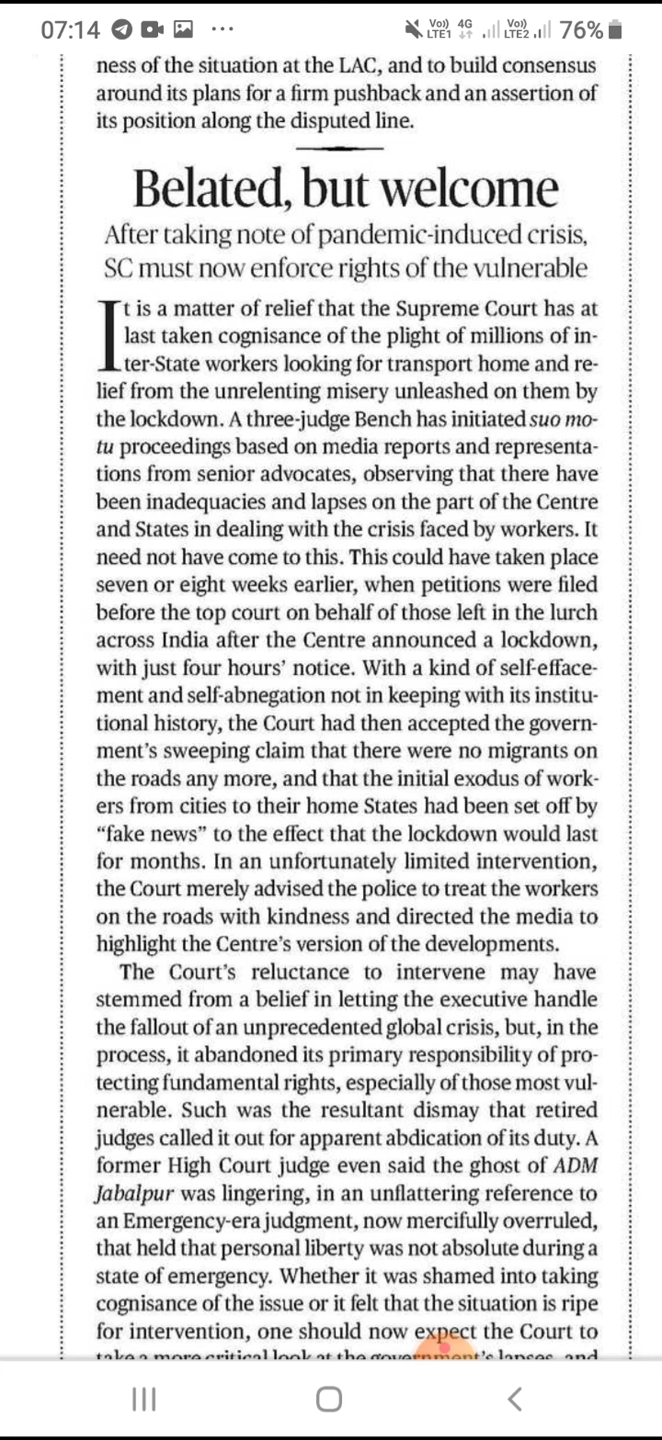 07:14 ... Vo)) LTE1 4G Vo)) LTE2 76%
ness of the situation at the LAC, and to build consensus
around its plans for a firm pushback and an assertion of
its position along the disputed line.
Belated, but welcome
After taking note of pandemic-induced crisis,
SC must now enforce rights of the vulnerable
It is a matter of relief that the Supreme Court has at
last taken cognisance of the plight of millions of in-
ter-State workers looking for transport home and re-
lief from the unrelenting misery unleashed on them by
the lockdown. A three-judge Bench has initiated suo mo-
tu proceedings based on media reports and representa-
tions from senior advocates, observing that there have
been inadequacies and lapses on the part of the Centre
and States in dealing with the crisis faced by workers. It
need not have come to this. This could have taken place
seven or eight weeks earlier, when petitions were filed
before the top court on behalf of those left in the lurch
across India after the Centre announced a lockdown,
with just four hours’ notice. With a kind of self-efface-
ment and self-abnegation not in keeping with its institu-
tional history, the Court had then accepted the govern-
ment’s sweeping claim that there were no migrants on
the roads any more, and that the initial exodus of work-
ers from cities to their home States had been set off by
“fake news” to the effect that the lockdown would last
for months. In an unfortunately limited intervention,
the Court merely advised the police to treat the workers
on the roads with kindness and directed the media to
highlight the Centre’s version of the developments.
The Court’s reluctance to intervene may have
stemmed from a belief in letting the executive handle
the fallout of an unprecedented global crisis, but, in the
process, it abandoned its primary responsibility of pro-
tecting fundamental rights, especially of those most vul-
nerable. Such was the resultant dismay that retired
judges called it out for apparent abdication of its duty. A
former High Court judge even said the ghost of ADM
Jabalpur was lingering, in an unflattering reference to
an Emergency-era judgment, now mercifully overruled,
that held that personal liberty was not absolute during a
state of emergency. Whether it was shamed into taking
cognisance of the issue or it felt that the situation is ripe
for intervention, one should now expect the Court to
take a more critical look at the government’s lapses, and